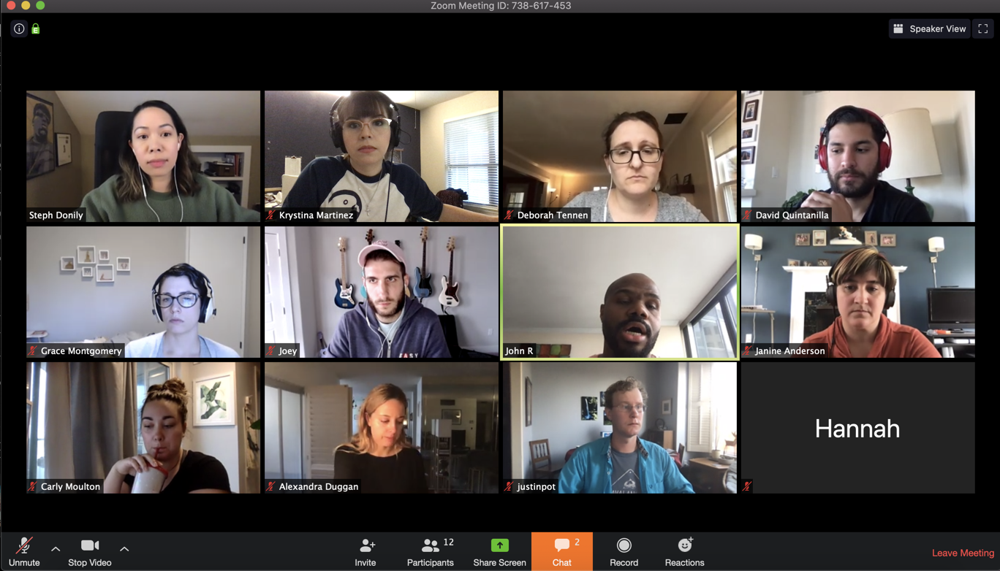 Zoom Meeting ID: 738-617-453
Speaker View
Steph Donily
Krystina Martinez
Deborah Tennen
David Quintanilla
Grace Montgomery
Joey
EASY
John R
Janine Anderson
Carly Moulton
Alexandra Duggan
justinpot
Hannah
Unmute
Stop Video
Invite
Participants 12
Share Screen
Chat 2
Record
Reactions
Leave Meeting